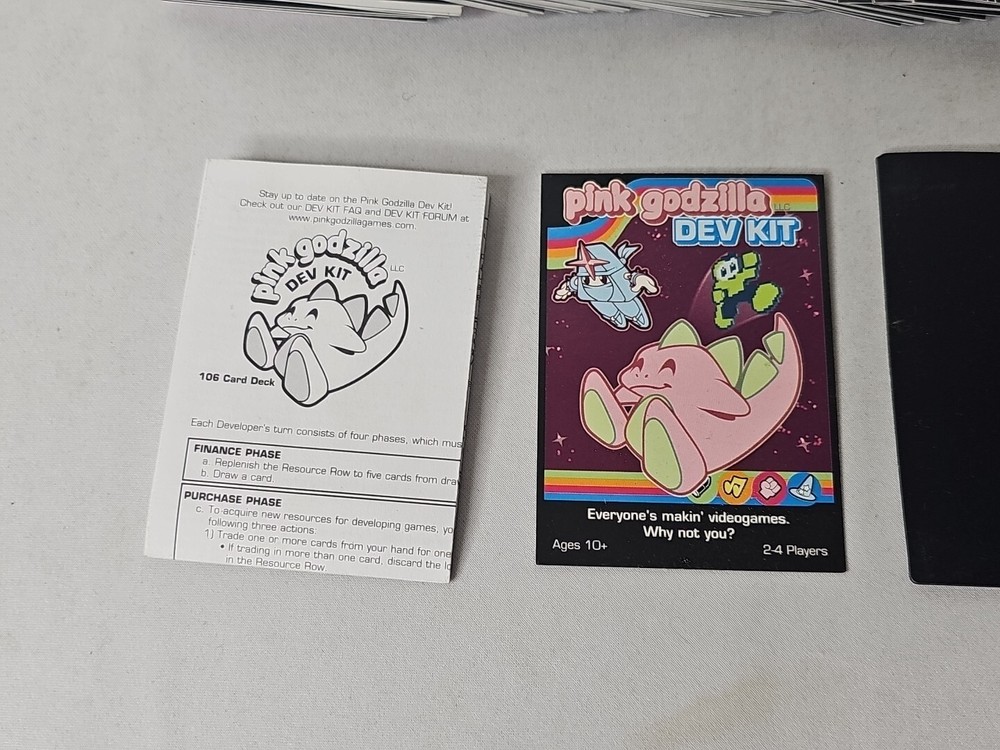 Stay up to date on the Pink Godzilla Dev Kit!
Check out our DEV KIT FAQ and DEV KIT FORUM at
www.pinkgodzillagames.com.
pink godzilla LLC
DEV KIT
106 Card Deck
Each Developer's turn consists of four phases, which mus
FINANCE PHASE
a. Replenish the Resource Row to five cards from dra
b. Draw a card.
PURCHASE PHASE
c. To acquire new resources for developing games, yo
following three actions.
1) Trade one or more cards from your hand for one
• If trading in more than one card, discard the lo
in the Resource Row
pink godzilla LLC
DEV KIT
Everyone's makin' videogames.
Why not you?
Ages 10+
2-4 Players